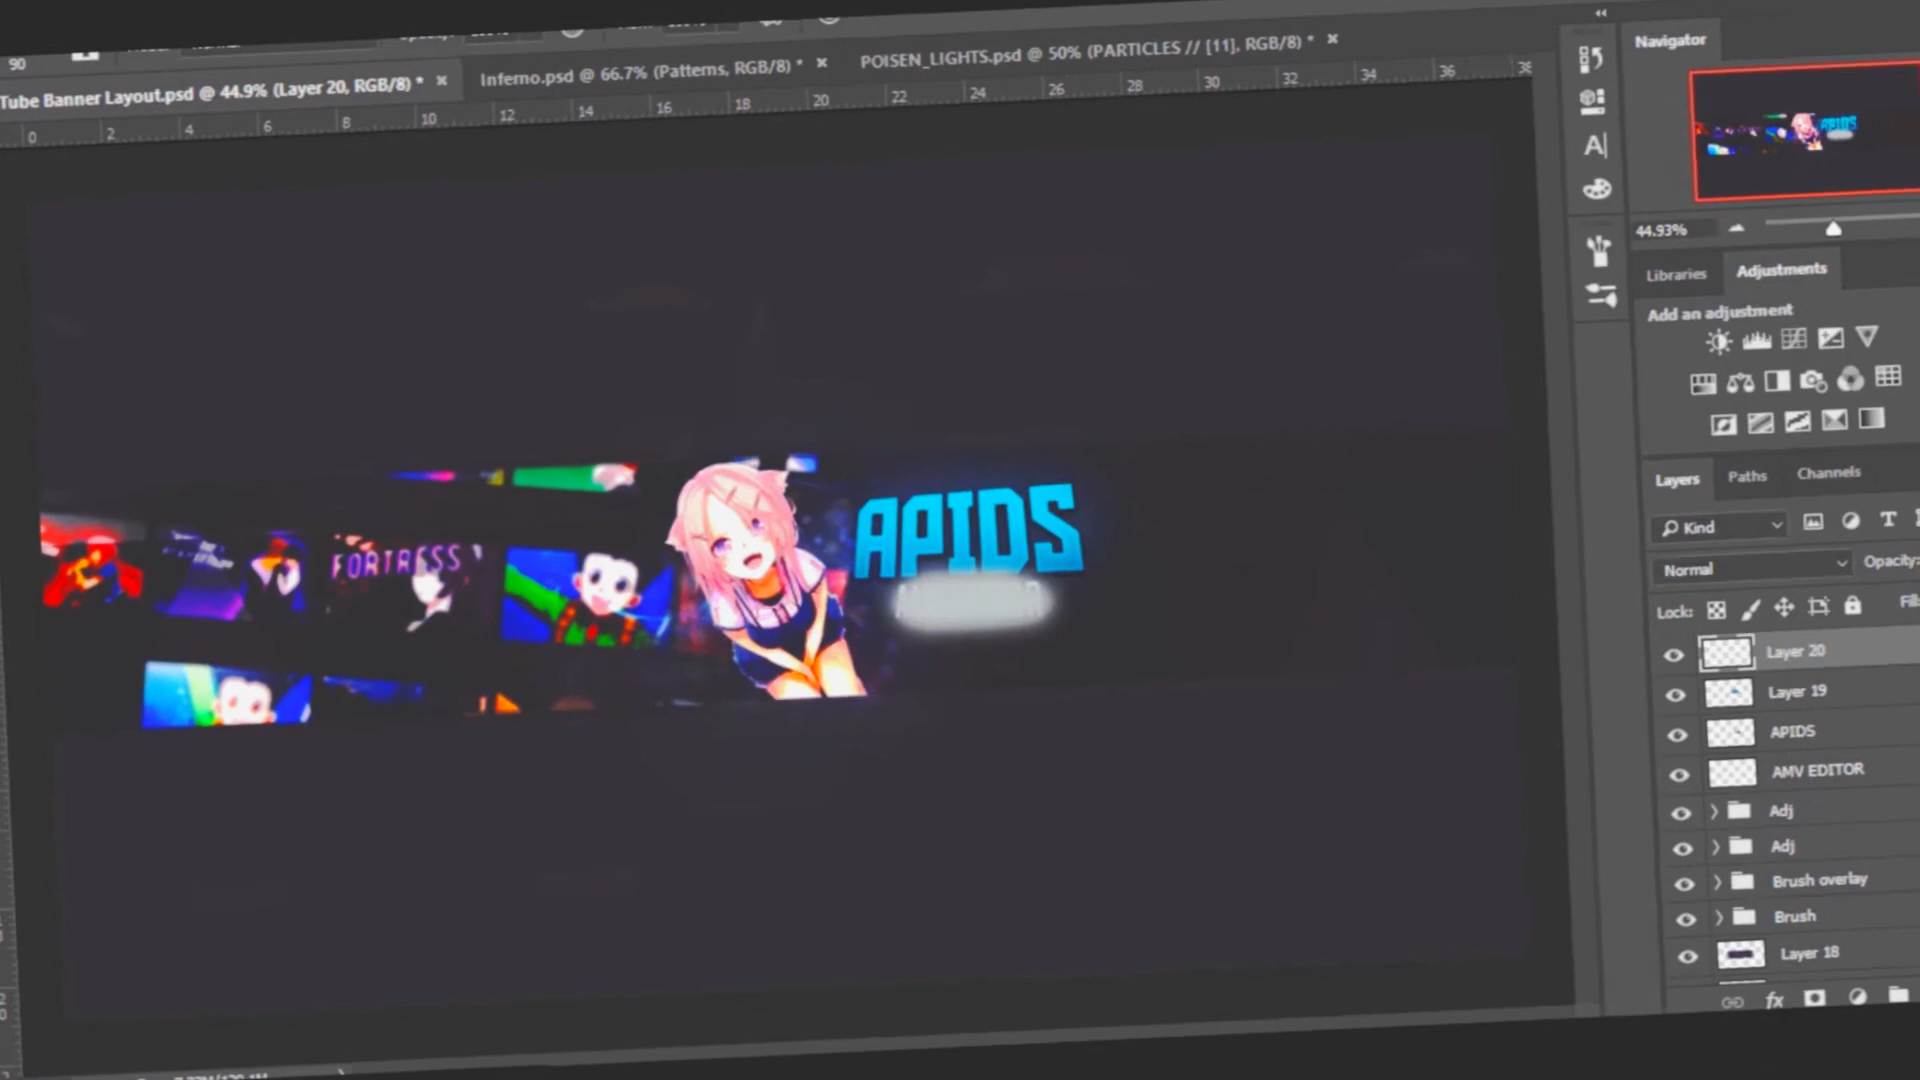 90
Tube Banner Layout.psd @ 44.9% (Layer 20, RGB/8) *
Inferno.psd @ 66.7% (Patterns, RGB/8) *
POISEN_LIGHTS.psd @ 50% (PARTICLES // [11], RGB/8) *
0 2 4 6 8 10 12 14 16 18 20 22 24 26 28 30 32 34 36 38
Navigator
APIDS
44.93%
Libraries
Adjustments
Add an adjustment
FORTRESS
APIDS
Layers
Paths
Channels
Kind
Normal
Opacity:
Lock:
Layer 20
Layer 19
APIDS
AMV EDITOR
Adj
Adj
Brush overlay
Brush
Layer 18
fx